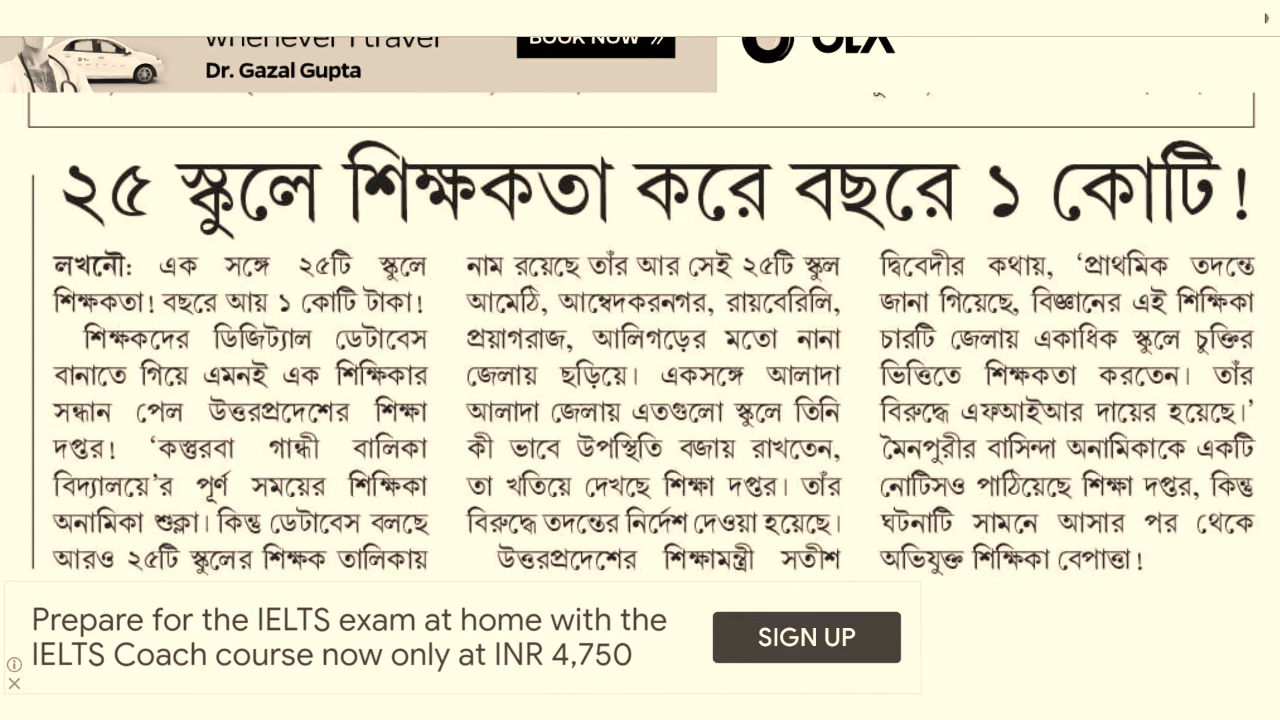 whenever I travel
Dr. Gazal Gupta
BOOK NOW
OLX
২৫ স্কুলে শিক্ষকতা করে বছরে ১ কোটি!
লখনৌ: এক সঙ্গে ২৫টি স্কুলে
শিক্ষকতা! বছরে আয় ১ কোটি টাকা!
শিক্ষকদের ডিজিট্যাল ডেটাবেস
বানাতে গিয়ে এমনই এক শিক্ষিকার
সন্ধান পেল উত্তরপ্রদেশের শিক্ষা
দপ্তর! ‘কস্তুরবা গান্ধী বালিকা
বিদ্যালয়ে’র পূর্ণ সময়ের শিক্ষিকা
অনামিকা শুক্লা। কিন্তু ডেটাবেস বলছে
আরও ২৫টি স্কুলের শিক্ষক তালিকায়
নাম রয়েছে তাঁর আর সেই ২৫টি স্কুল
আমেঠি, আম্বেদকরনগর, রায়বেরিলি,
প্রয়াগরাজ, আলিগড়ের মতো নানা
জেলায় ছড়িয়ে। একসঙ্গে আলাদা
আলাদা জেলায় এতগুলো স্কুলে তিনি
কী ভাবে উপস্থিতি বজায় রাখতেন,
তা খতিয়ে দেখছে শিক্ষা দপ্তর। তাঁর
বিরুদ্ধে তদন্তের নির্দেশ দেওয়া হয়েছে।
উত্তরপ্রদেশের শিক্ষামন্ত্রী সতীশ
দ্বিবেদীর কথায়, ‘প্রাথমিক তদন্তে
জানা গিয়েছে, বিজ্ঞানের এই শিক্ষিকা
চারটি জেলায় একাধিক স্কুলে চুক্তির
ভিত্তিতে শিক্ষকতা করতেন। তাঁর
বিরুদ্ধে এফআইআর দায়ের হয়েছে।’
মৈনপুরীর বাসিন্দা অনামিকাকে একটি
নোটিসও পাঠিয়েছে শিক্ষা দপ্তর, কিন্তু
ঘটনাটি সামনে আসার পর থেকে
অভিযুক্ত শিক্ষিকা বেপাত্তা!
Prepare for the IELTS exam at home with the
IELTS Coach course now only at INR 4,750
SIGN UP